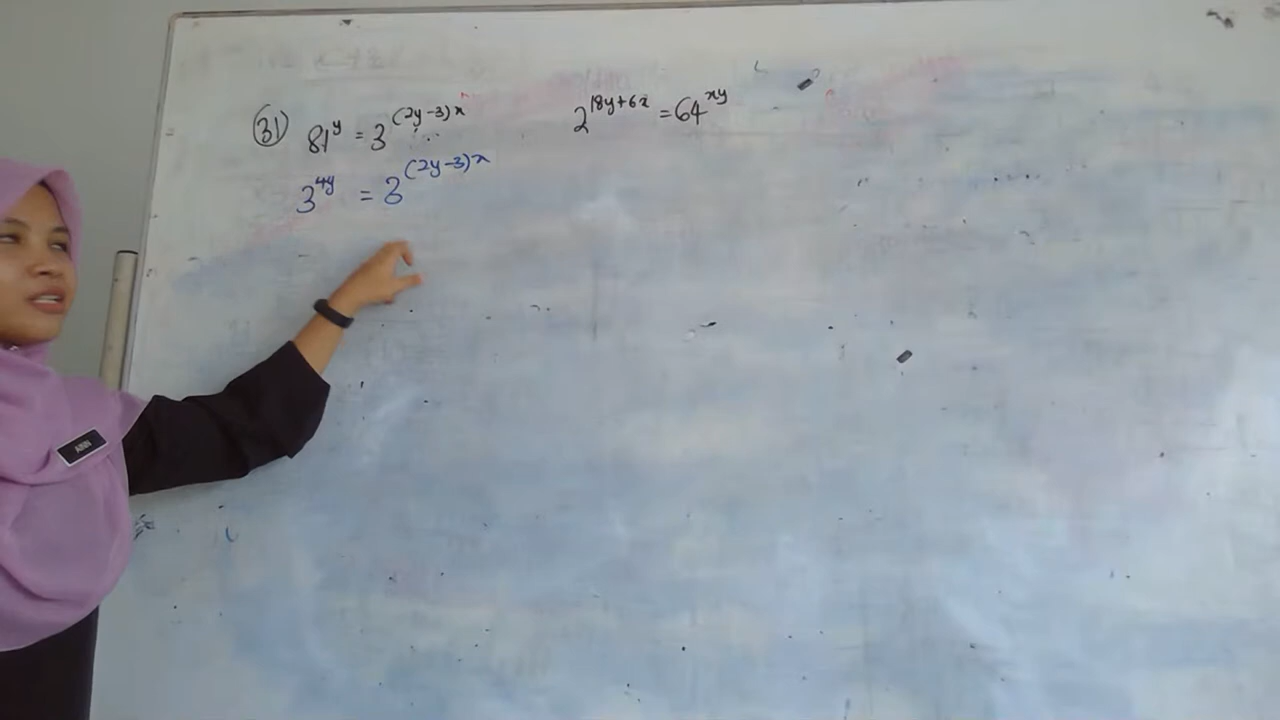 31) 81^y = 3^(2y-3)x
2^18y+6x = 64^xy
3^4y = 3^(2y-3)x